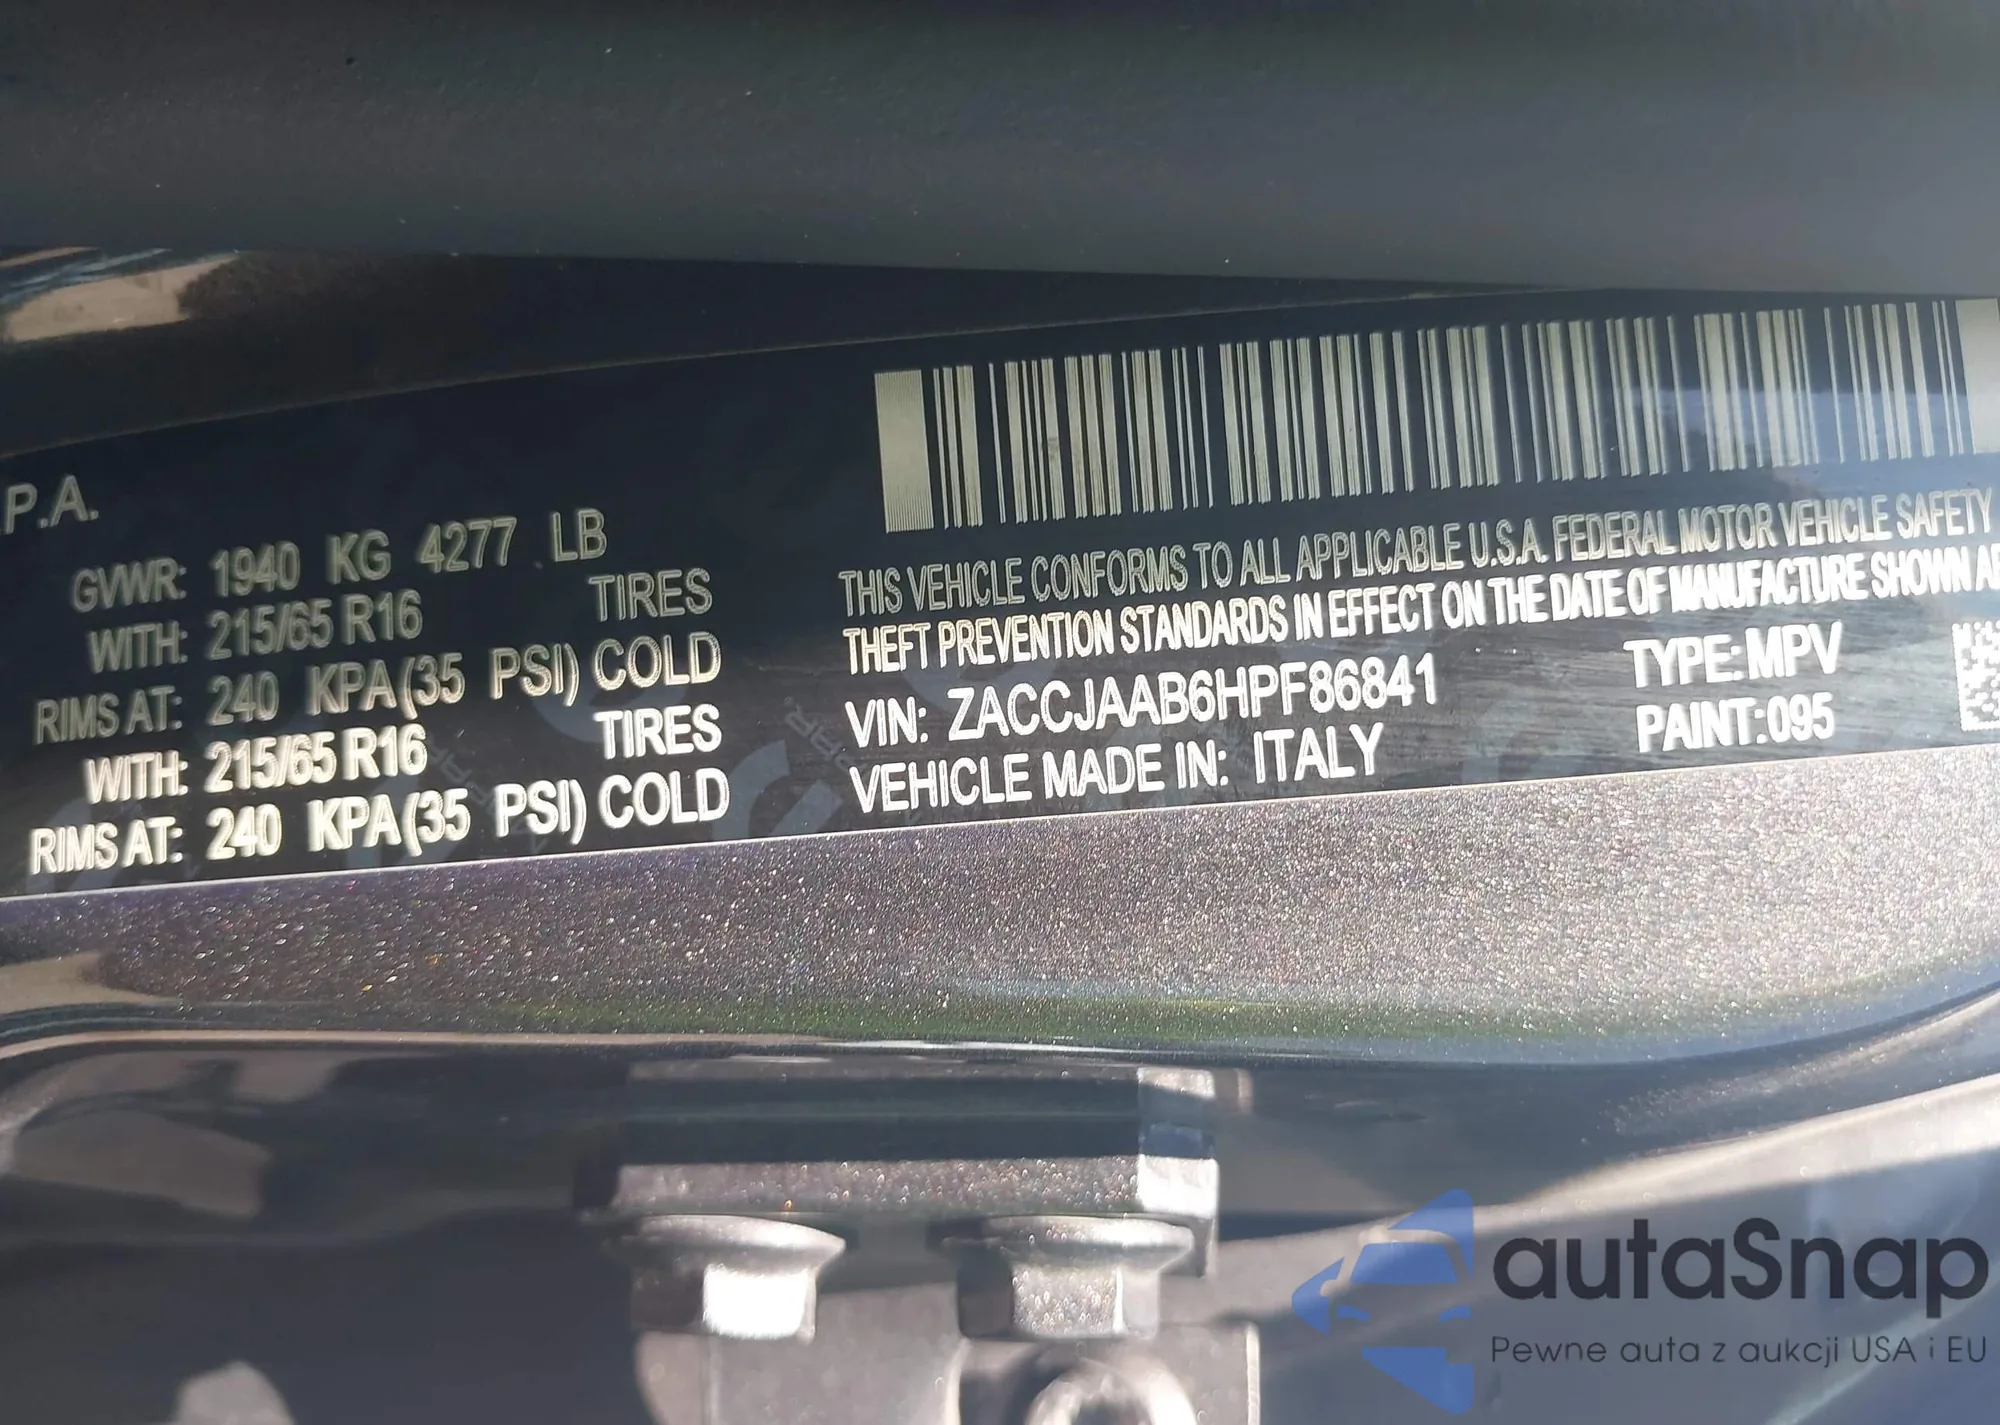 .P.A.
GVWR: 1940 KG 4277 LB
WITH: 215/65 R16 TIRES
RIMS AT: 240 KPA(35 PSI) COLD
WITH: 215/65 R16 TIRES
RIMS AT: 240 KPA(35 PSI) COLD
THIS VEHICLE CONFORMS TO ALL APPLICABLE U.S.A. FEDERAL MOTOR VEHICLE SAFETY
THEFT PREVENTION STANDARDS IN EFFECT ON THE DATE OF MANUFACTURE SHOWN AB
VIN: ZACCJAAB6HPF86841 TYPE: MPV
VEHICLE MADE IN: ITALY PAINT: 095
autaSnap
Pewne auta z aukcji USA i EU